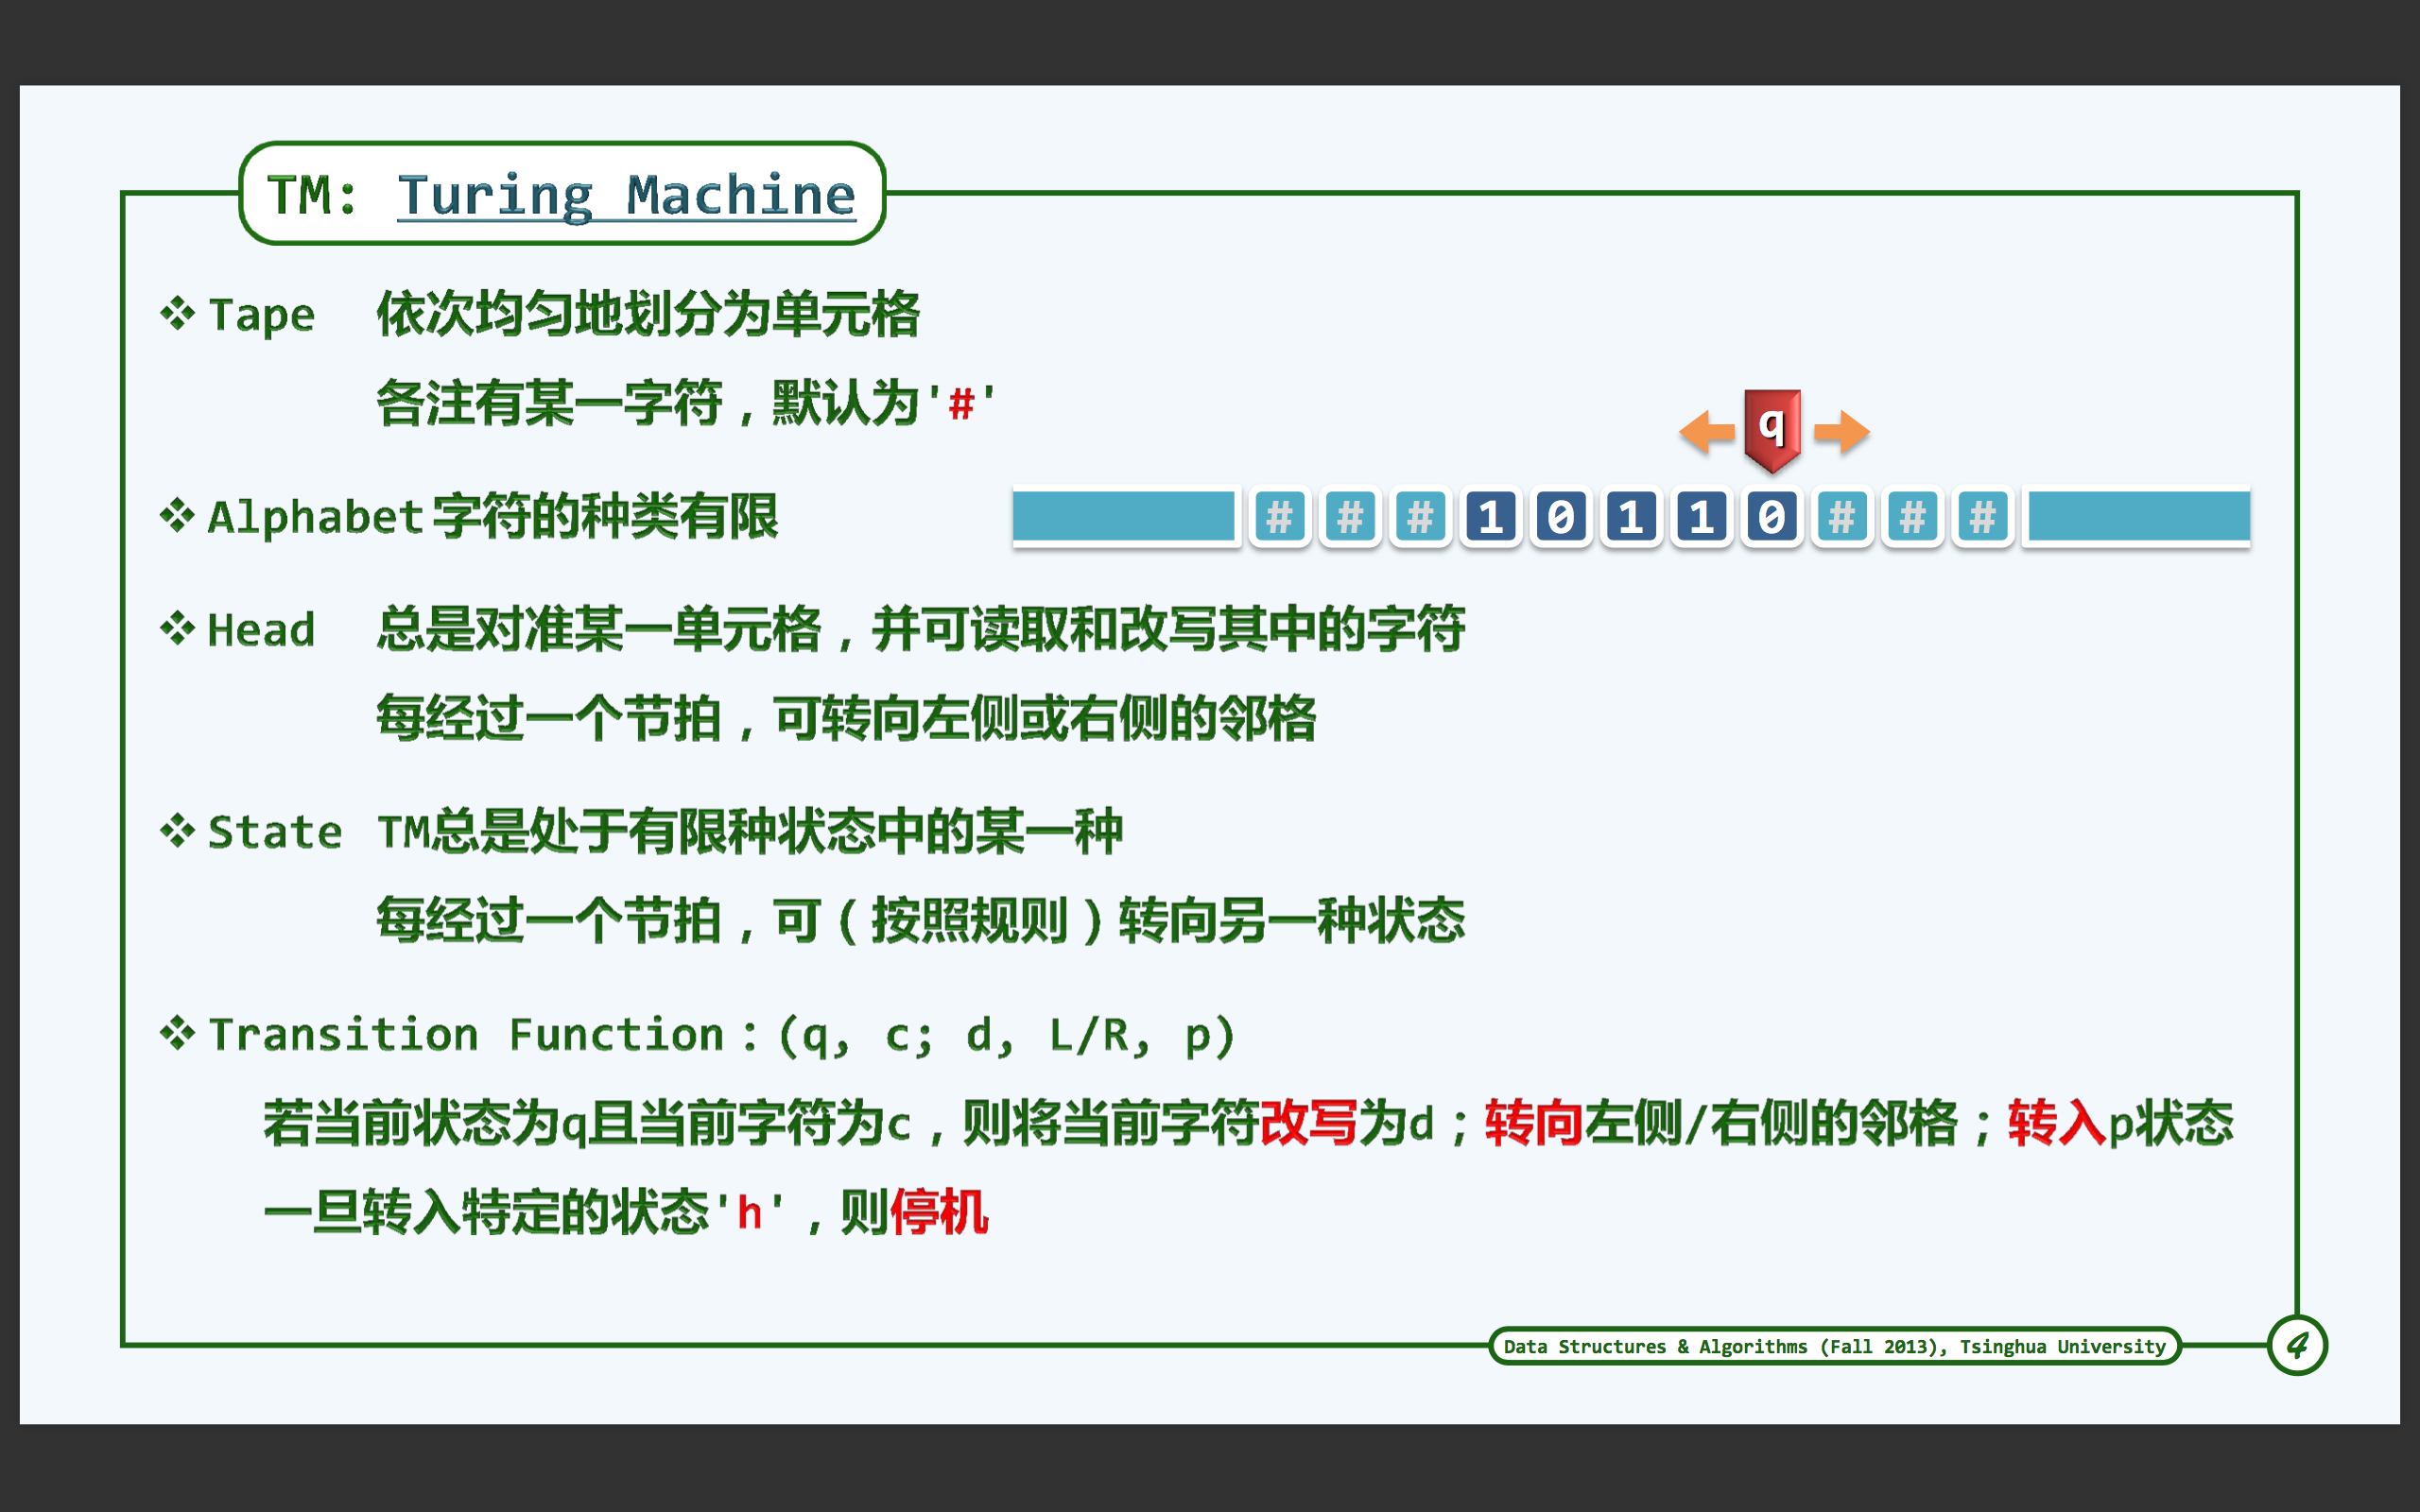 TM: Turing Machine
❖ Tape 依次均匀地划分为单元格
各注有某一字符，默认为'#'
q
❖ Alphabet 字符的种类有限
# # # 1 0 1 1 0 # # #
❖ Head 总是对准某一单元格，并可读取和改写其中的字符
每经过一个节拍，可转向左侧或右侧的邻格
❖ State TM总是处于有限种状态中的某一种
每经过一个节拍，可（按照规则）转向另一种状态
❖ Transition Function：(q, c; d, L/R, p)
若当前状态为q且当前字符为c，则将当前字符改写为d；转向左侧/右侧的邻格；转入p状态
一旦转入特定的状态'h'，则停机
Data Structures & Algorithms (Fall 2013), Tsinghua University
4